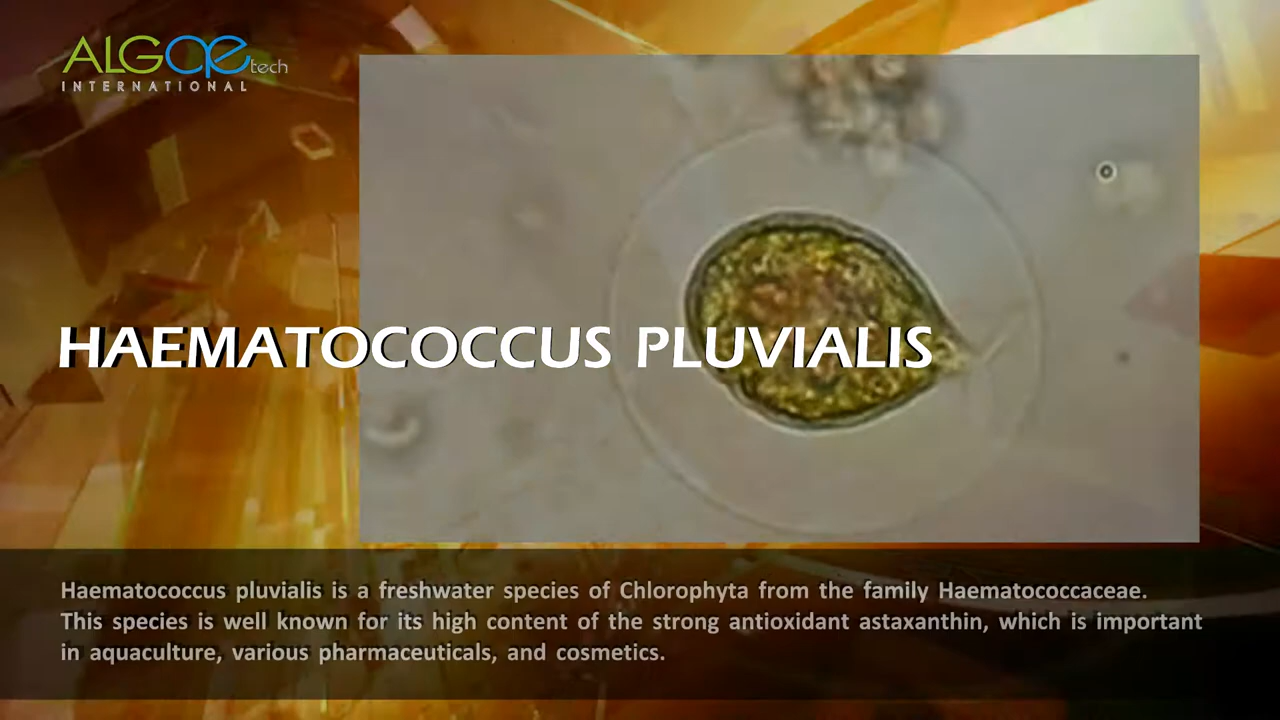 ALGae tech
INTERNATIONAL
HAEMATOCOCCUS PLUVIALIS
Haematococcus pluvialis is a freshwater species of Chlorophyta from the family Haematococcaceae.
This species is well known for its high content of the strong antioxidant astaxanthin, which is important
in aquaculture, various pharmaceuticals, and cosmetics.